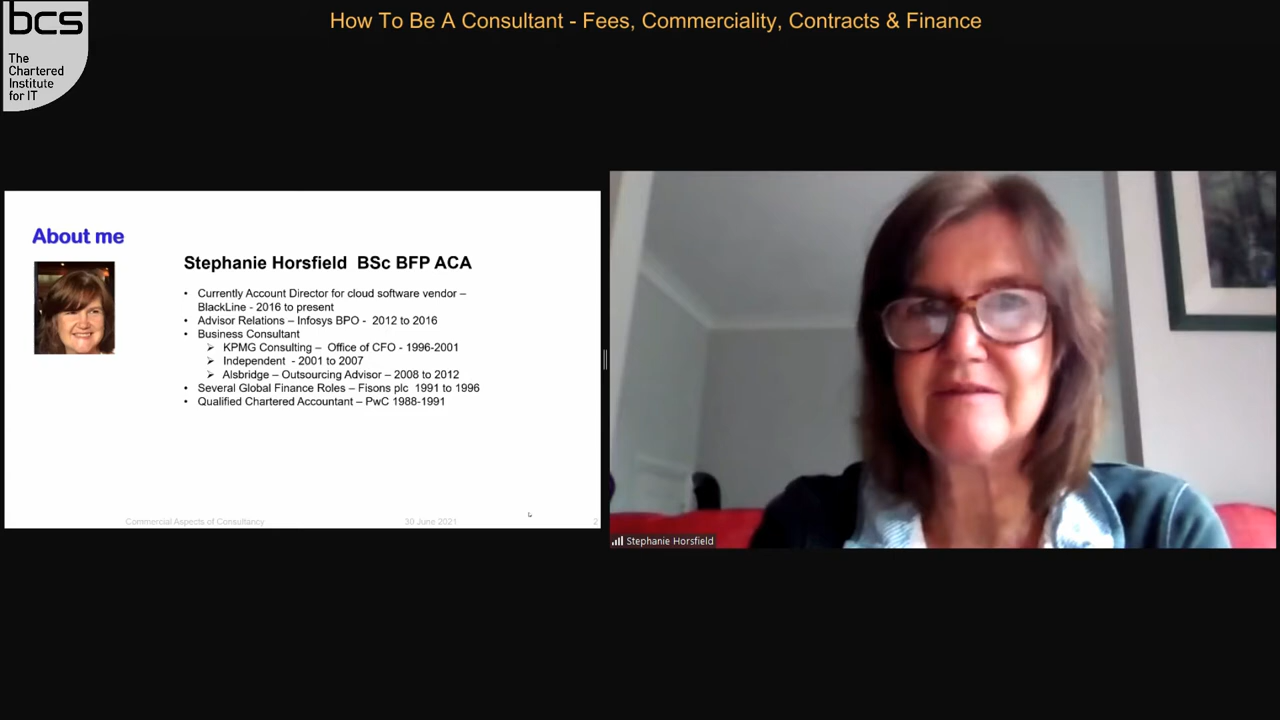 How To Be A Consultant - Fees, Commerciality, Contracts & Finance
bcs
The
Chartered
Institute
for IT
About me
Stephanie Horsfield BSc BFP ACA
• Currently Account Director for cloud software vendor –
BlackLine - 2016 to present
• Advisor Relations – Infosys BPO - 2012 to 2016
• Business Consultant
➢ KPMG Consulting – Office of CFO - 1996-2001
➢ Independent - 2001 to 2007
➢ Alsbridge – Outsourcing Advisor – 2008 to 2012
• Several Global Finance Roles – Fisons plc 1991 to 1996
• Qualified Chartered Accountant – PwC 1988-1991
Commercial Aspects of Consultancy 30 June 2021 2
Stephanie Horsfield